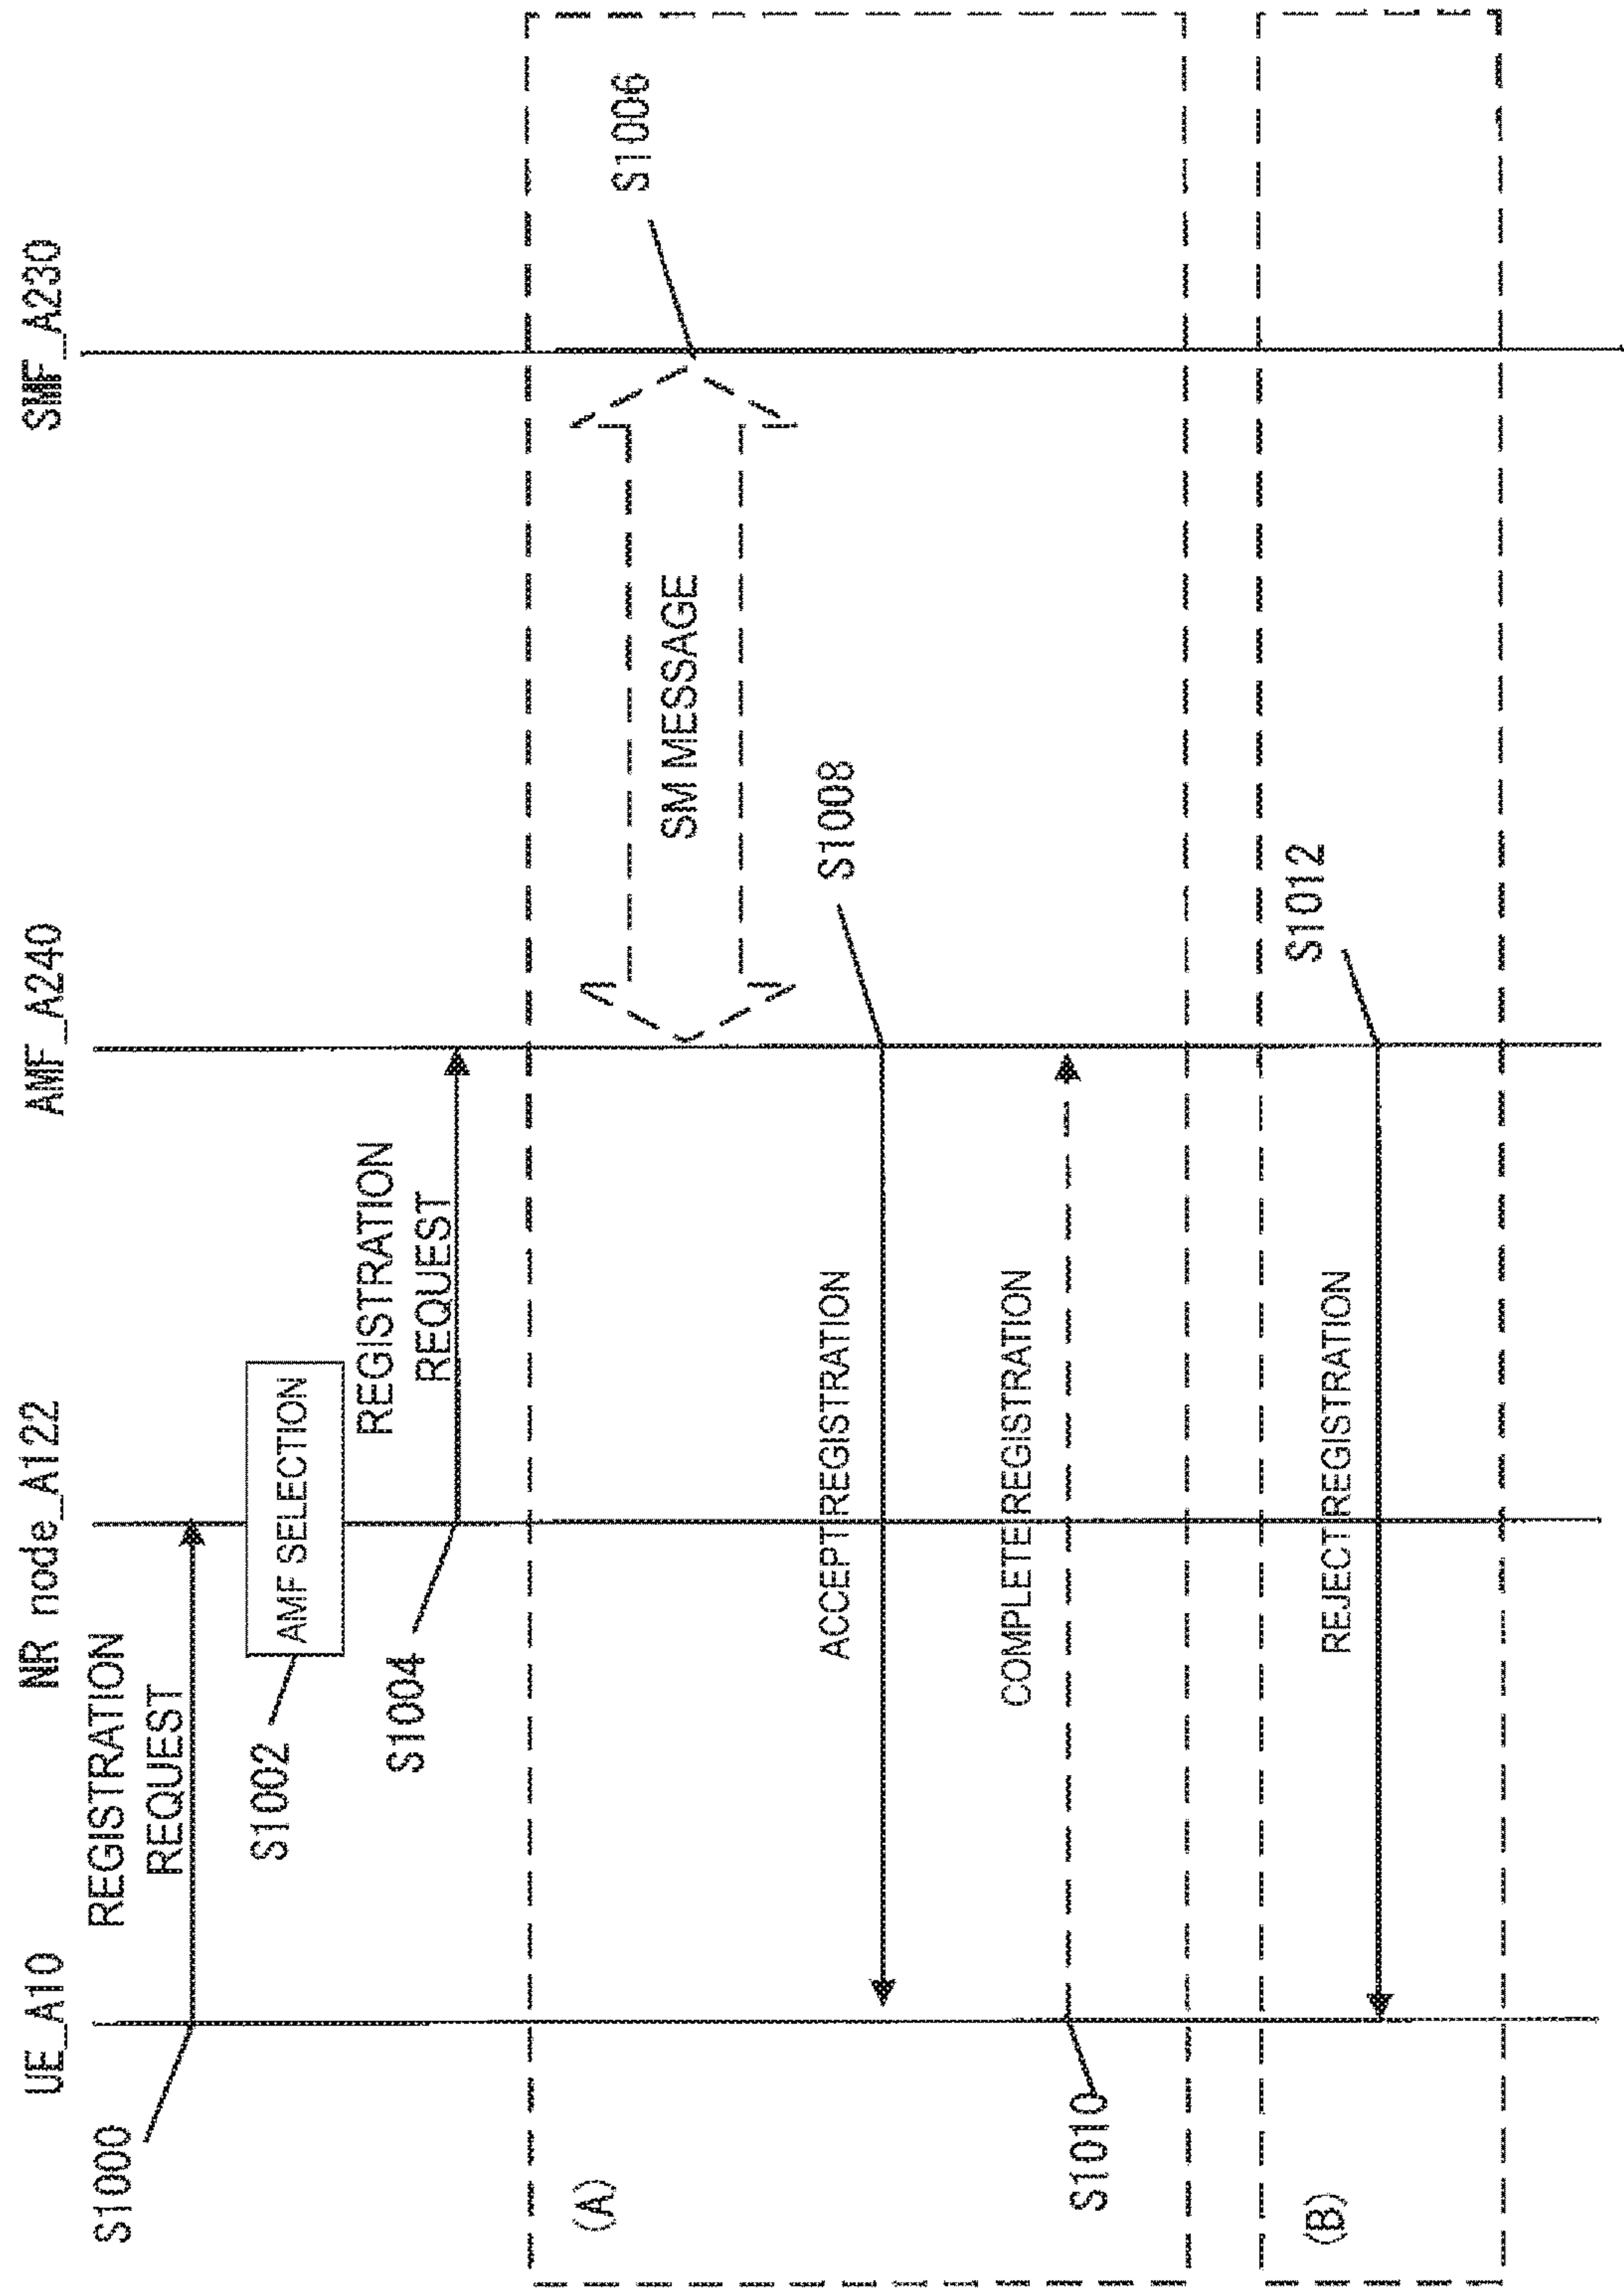 UE_A10
NR node_A122
AMF_A240
SMF_A230
S1000
REGISTRATION
REQUEST
S1002
AMF SELECTION
S1004
REGISTRATION
REQUEST
(A)
SM MESSAGE
S1006
ACCEPT REGISTRATION
S1008
COMPLETE REGISTRATION
S1010
(B)
REJECT REGISTRATION
S1012